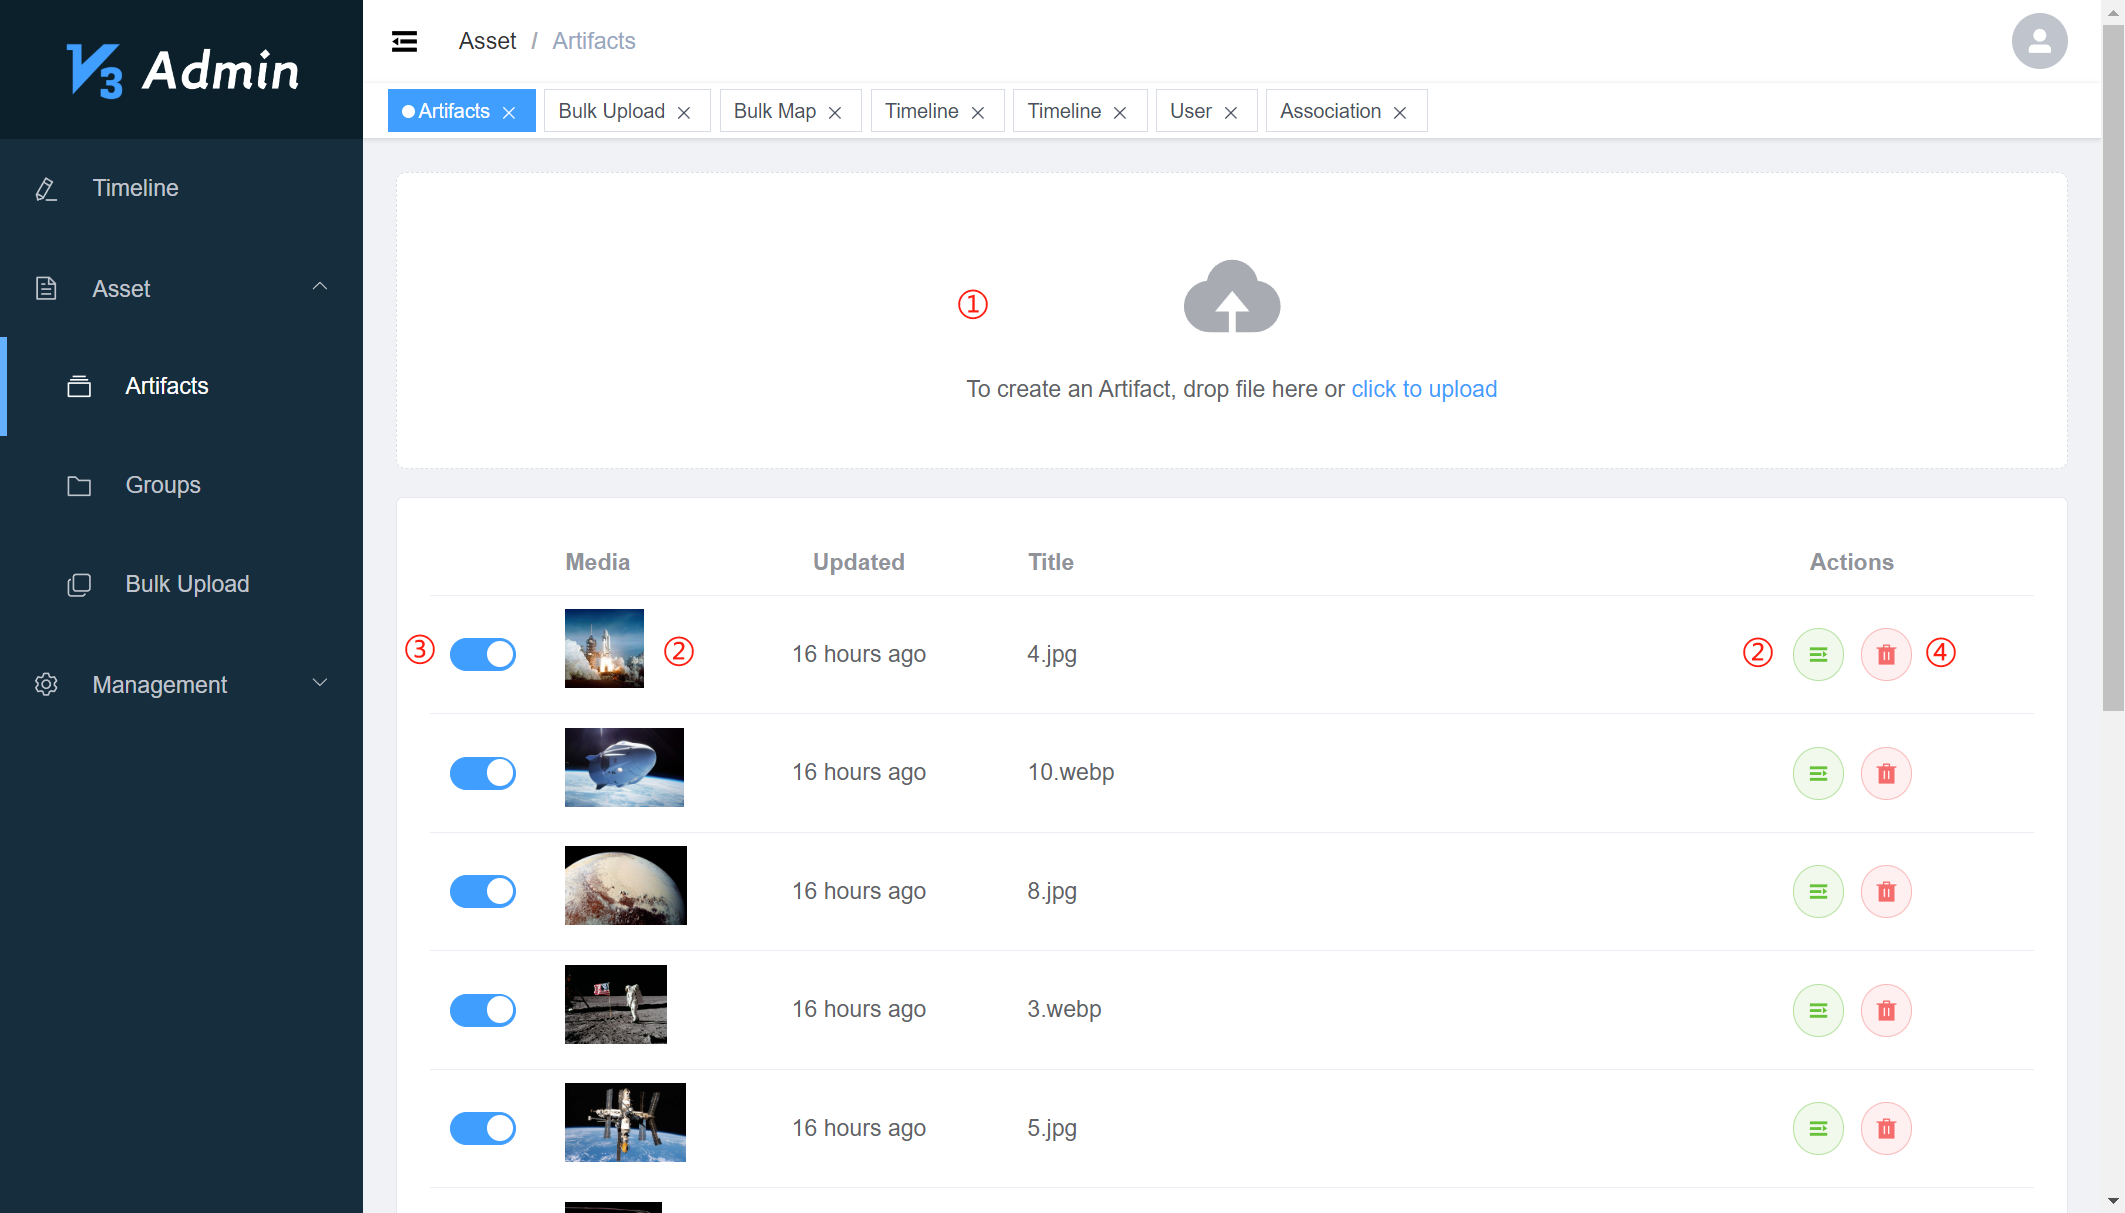 V3 Admin
Asset / Artifacts
Artifacts
Bulk Upload
Bulk Map
Timeline
Timeline
User
Association
Timeline
Asset
Artifacts
Groups
Bulk Upload
Management
①
To create an Artifact, drop file here or click to upload
Media Updated Title Actions
③ ② 16 hours ago 4.jpg ② ④
16 hours ago 10.webp
16 hours ago 8.jpg
16 hours ago 3.webp
16 hours ago 5.jpg